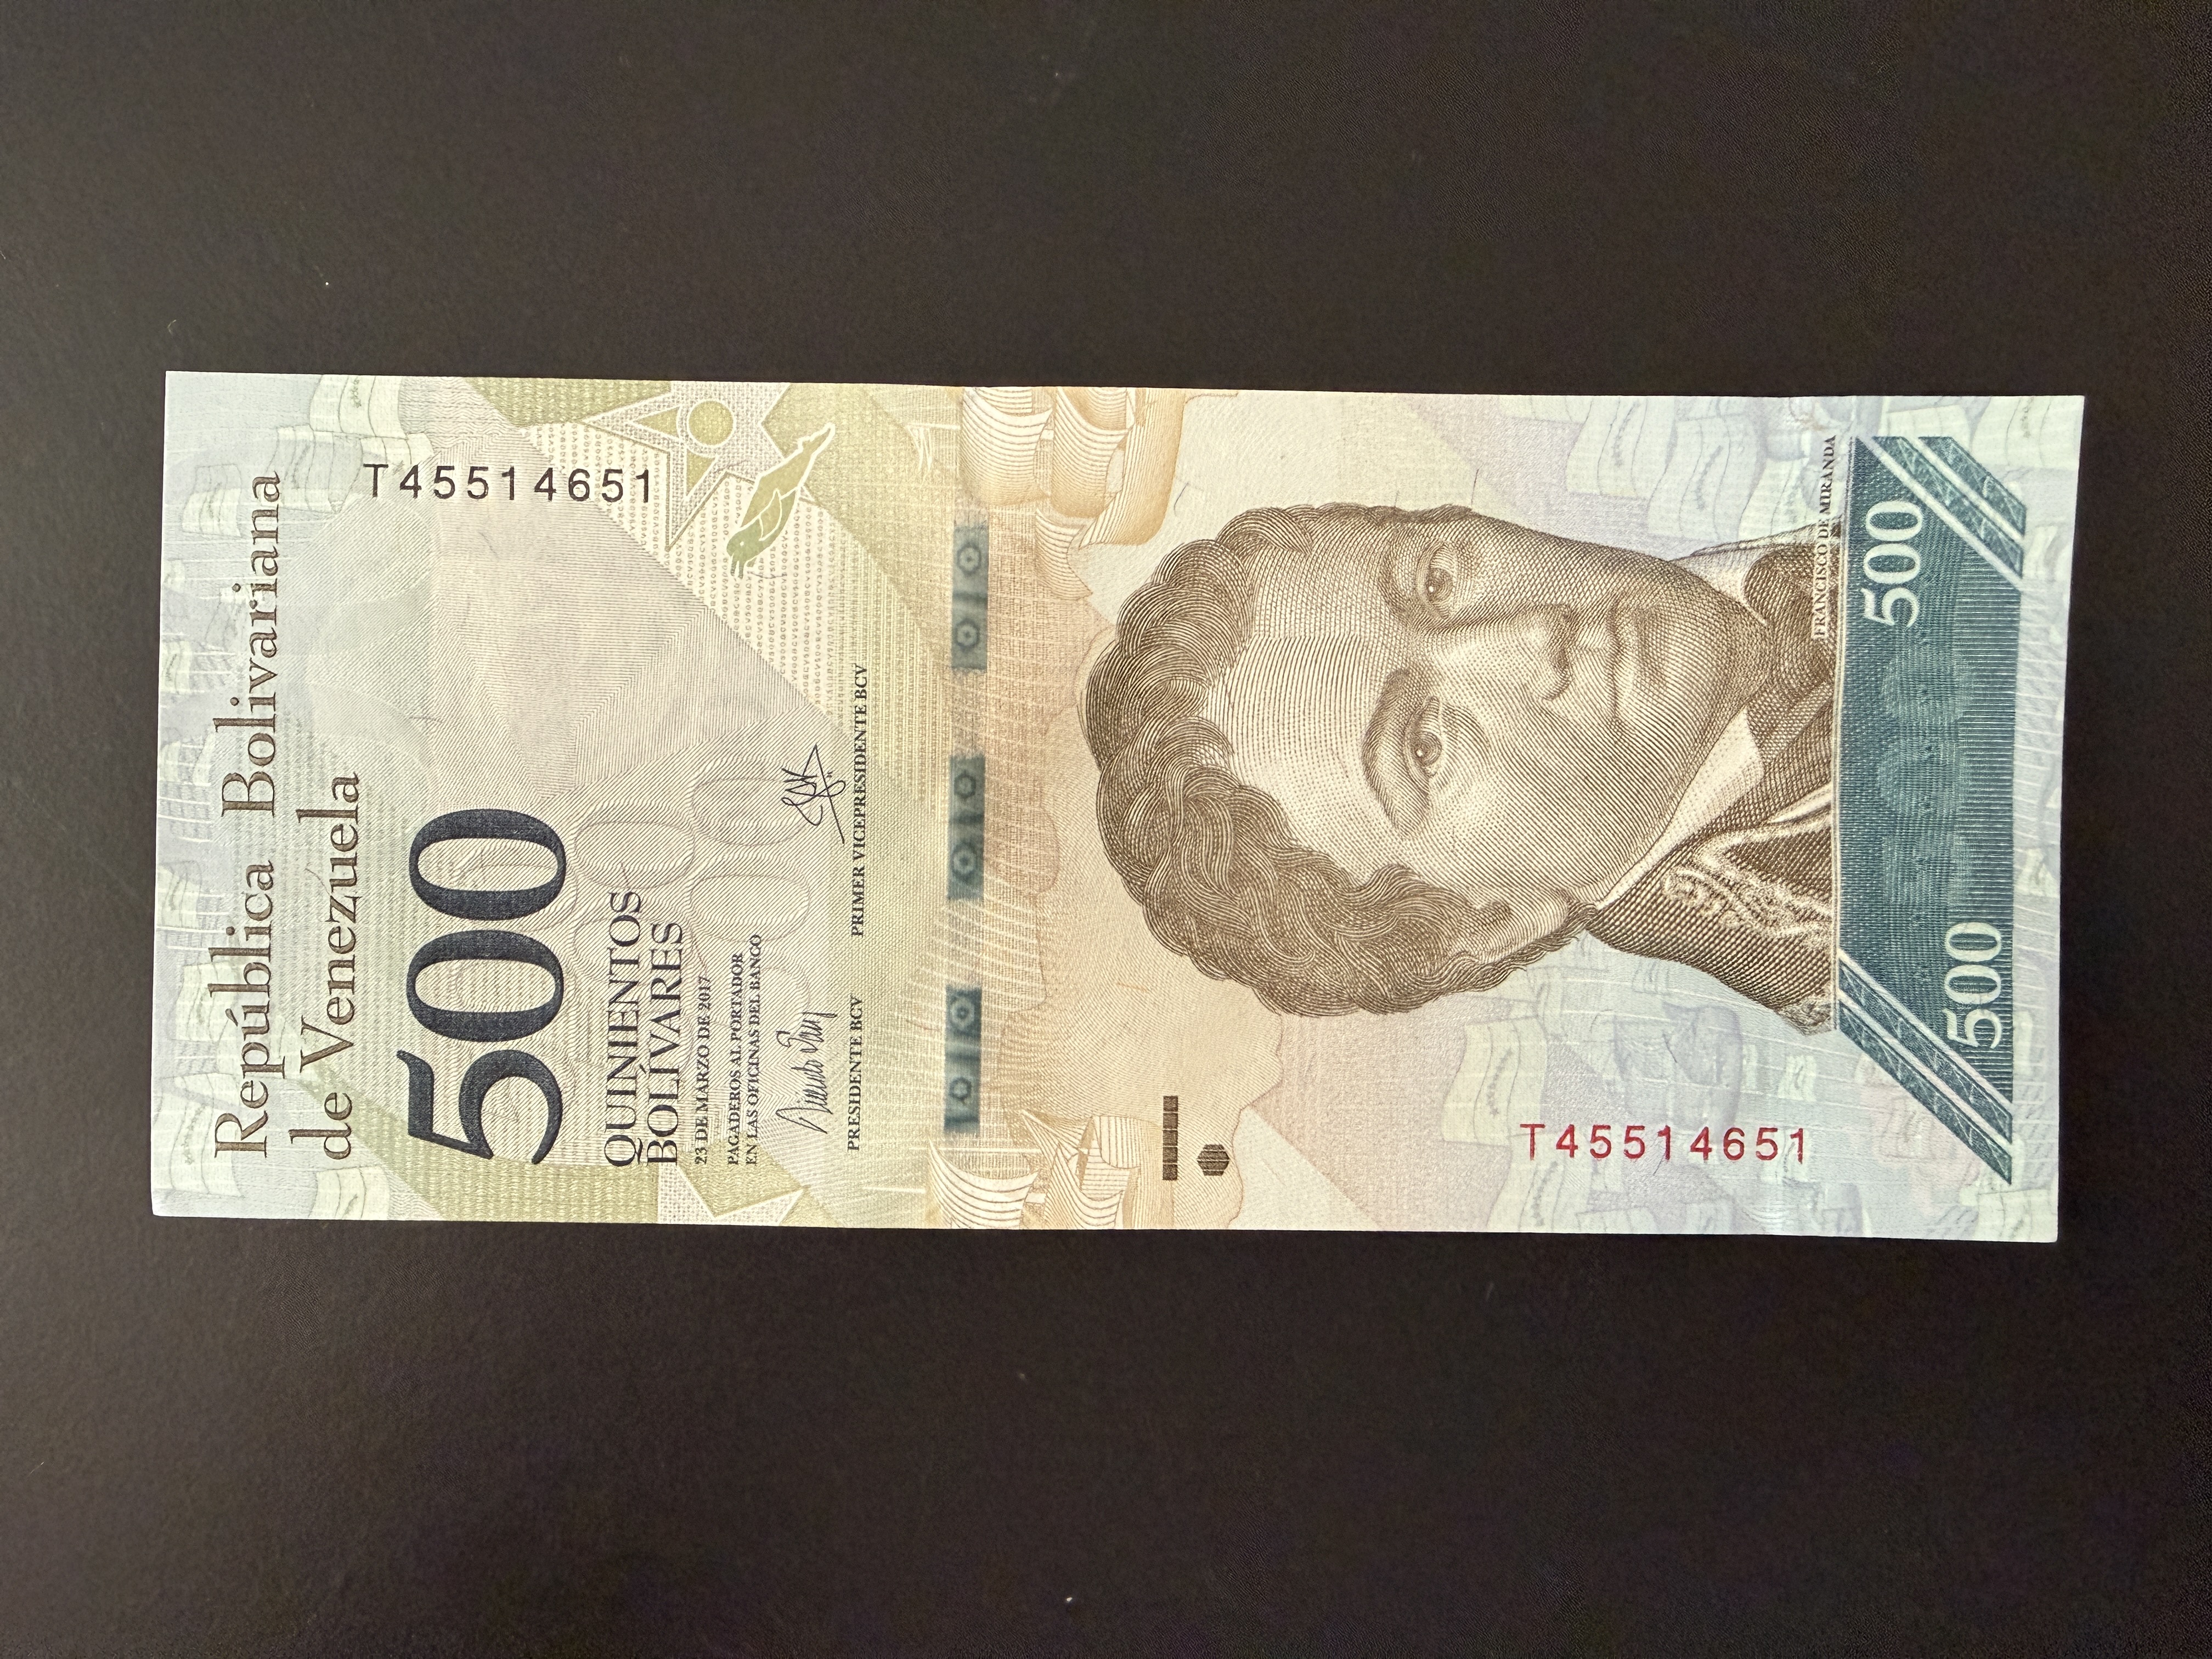 República Bolivariana
de Venezuela
T45514651
500
QUINIENTOS
BOLÍVARES
23 DE MARZO DE 2017
PAGADEROS AL PORTADOR
EN LAS OFICINAS DEL BANCO
PRESIDENTE BCV
PRIMER VICEPRESIDENTE BCV
T45514651
FRANCISCO DE MIRANDA
500
500